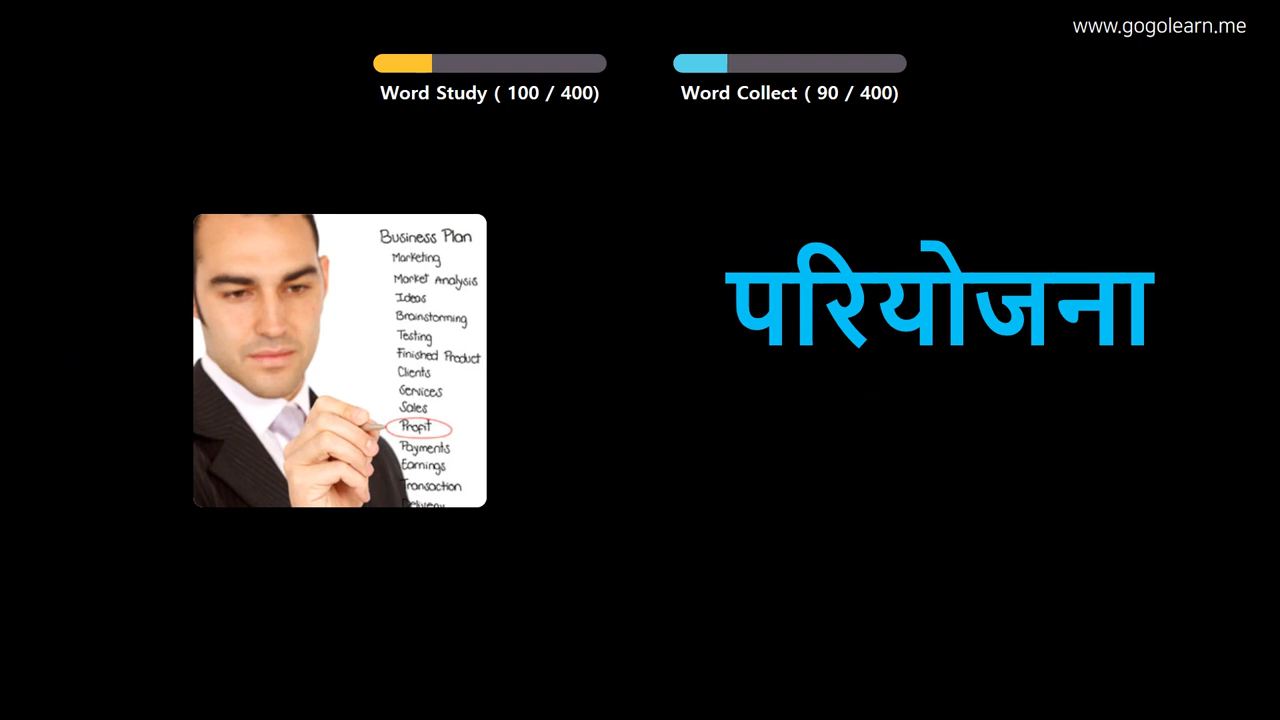 www.gogolearn.me
Word Study ( 100 / 400)
Word Collect ( 90 / 400)
Business Plan
Marketing
Market Analysis
Ideas
Brainstorming
Testing
Finished Product
Clients
Services
Sales
Profit
Payments
Earnings
Transaction
Delivery
परियोजना